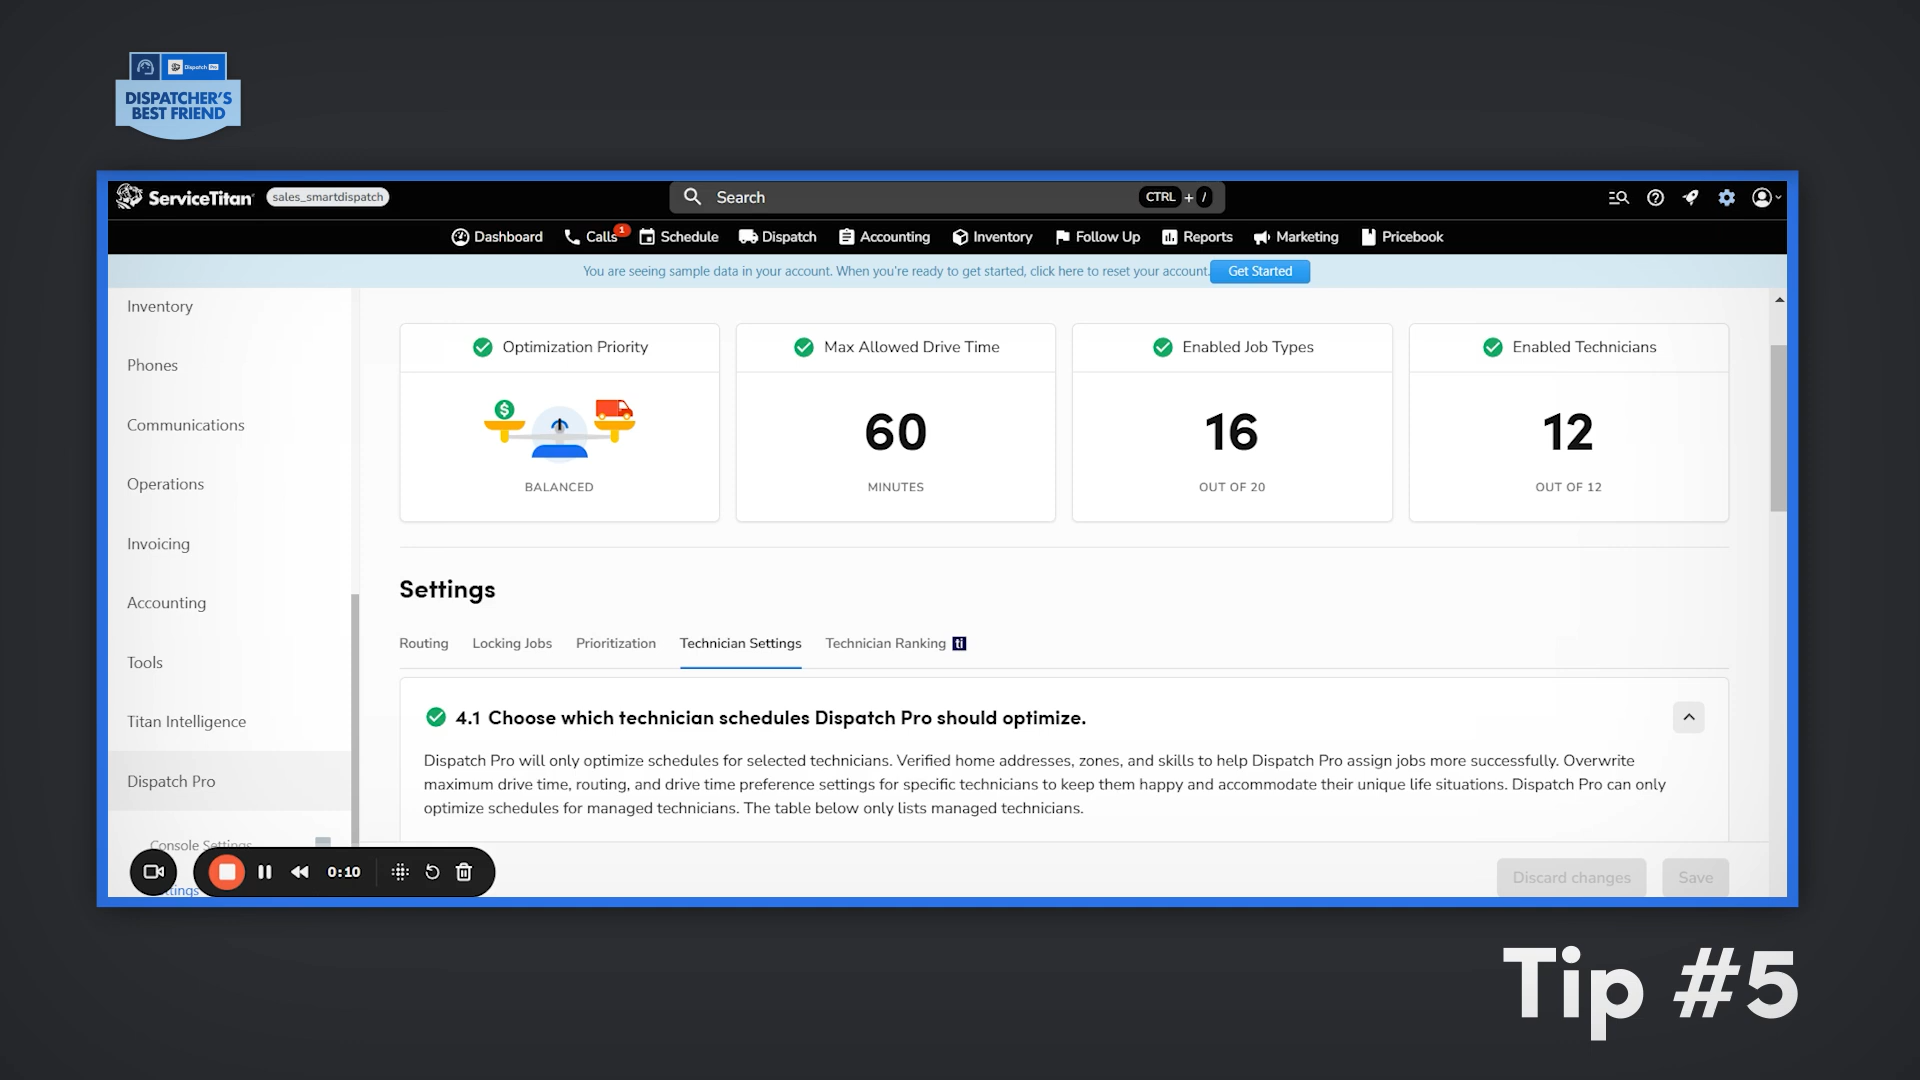 Dispatch Pro
DISPATCHER'S
BEST FRIEND
ServiceTitan
sales_smartdispatch
Search
CTRL + /
Dashboard
Calls
1
Schedule
Dispatch
Accounting
Inventory
Follow Up
Reports
Marketing
Pricebook
You are seeing sample data in your account. When you're ready to get started, click here to reset your account.
Get Started
Inventory
Phones
Communications
Operations
Invoicing
Accounting
Tools
Titan Intelligence
Dispatch Pro
Console Settings
ttings
0:10
Optimization Priority
$
BALANCED
Max Allowed Drive Time
60
MINUTES
Enabled Job Types
16
OUT OF 20
Enabled Technicians
12
OUT OF 12
Settings
Routing
Locking Jobs
Prioritization
Technician Settings
Technician Ranking
ti
4.1 Choose which technician schedules Dispatch Pro should optimize.
Dispatch Pro will only optimize schedules for selected technicians. Verified home addresses, zones, and skills to help Dispatch Pro assign jobs more successfully. Overwrite
maximum drive time, routing, and drive time preference settings for specific technicians to keep them happy and accommodate their unique life situations. Dispatch Pro can only
optimize schedules for managed technicians. The table below only lists managed technicians.
Discard changes
Save
Tip #5